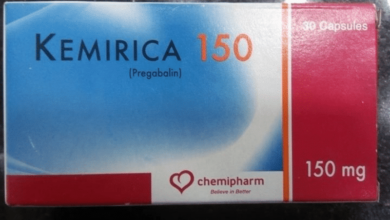 30 Capsules
KEMIRICA 150
(Pregabalin)
chemipharm
Believe in Better
150 mg